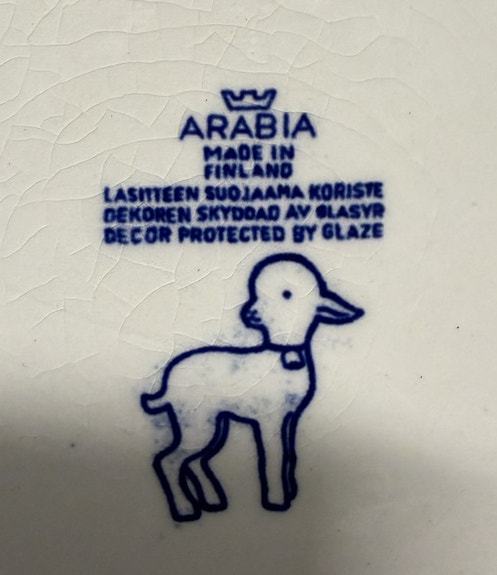 ARABIA
MADE IN
FINLAND
LASITTEEN SUOJAAMA KORISTE
DEKOREN SKYDDAD AV GLASYR
DECOR PROTECTED BY GLAZE